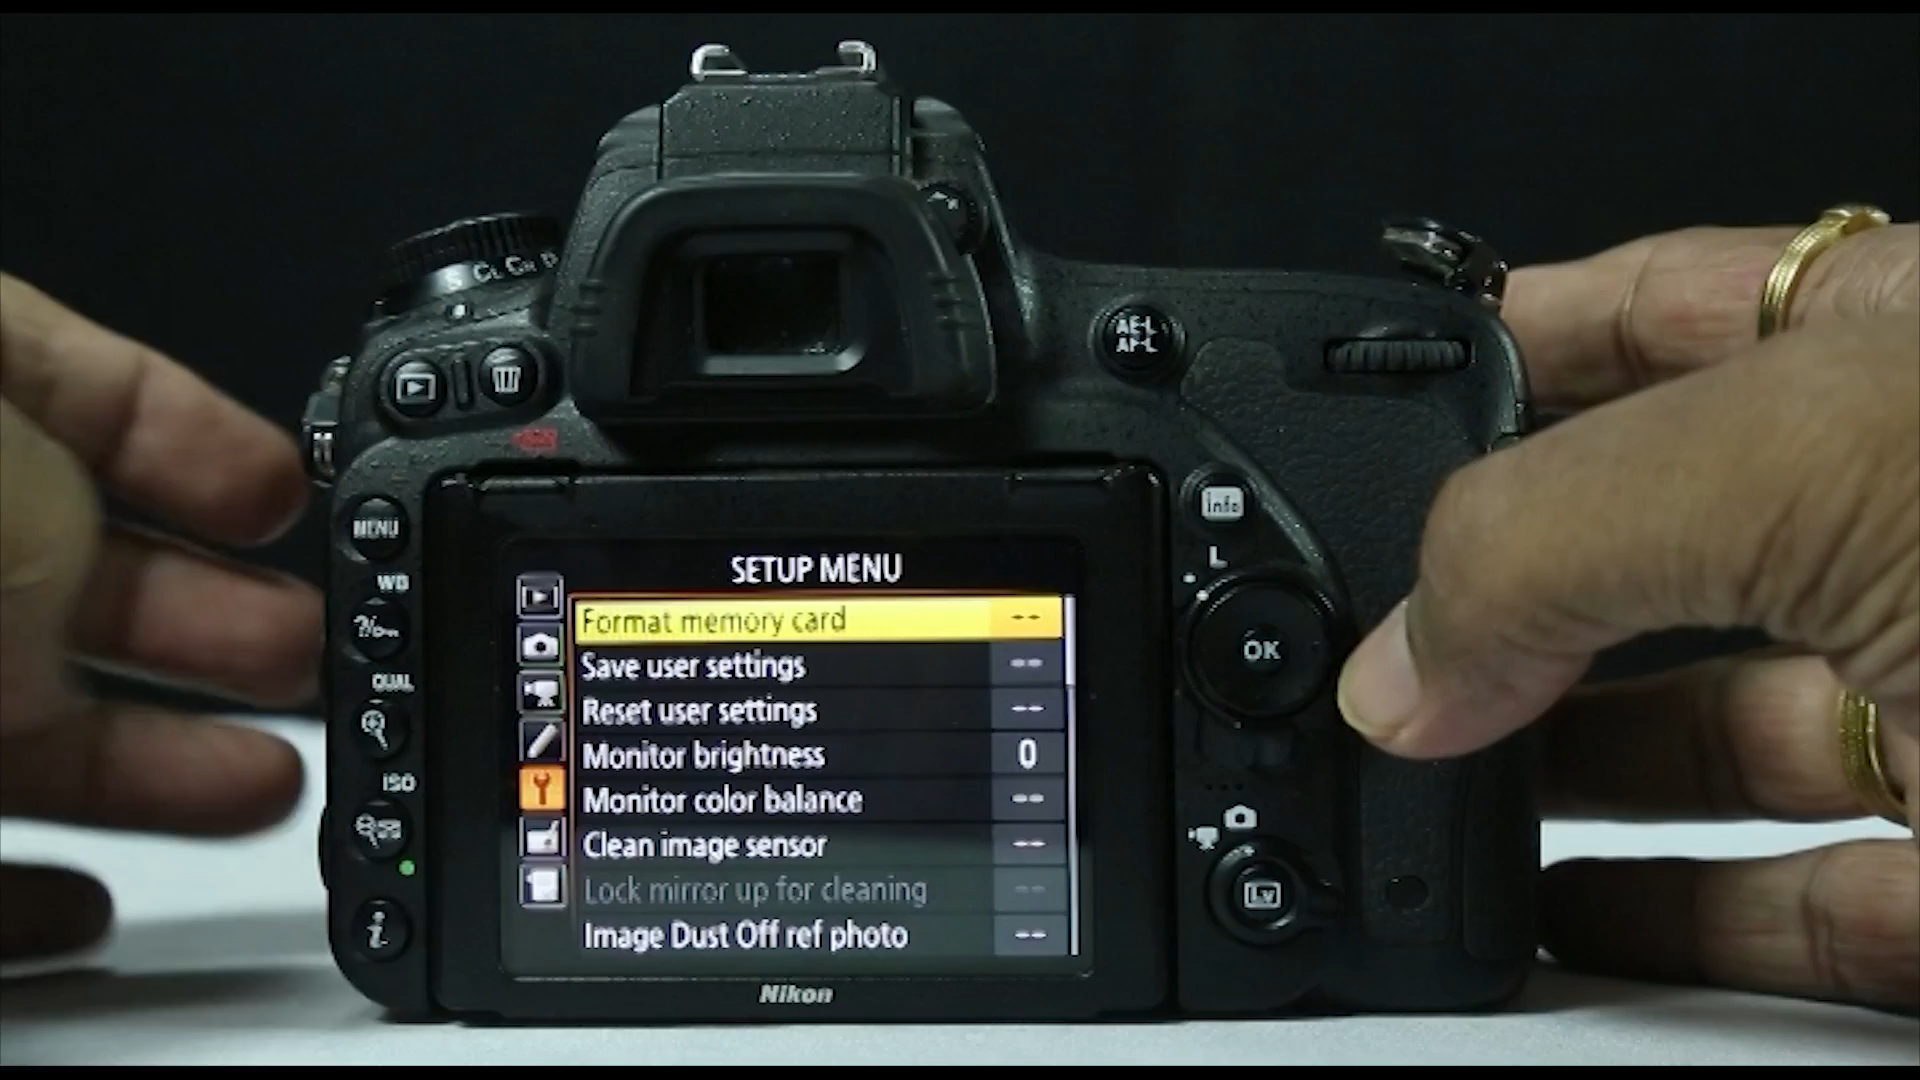 S CL CH
AE-L
AF-L
MENU
info
WB
L
?/
QUAL
OK
ISO
Lv
i
SETUP MENU
Format memory card --
Save user settings --
Reset user settings --
Monitor brightness 0
Monitor color balance --
Clean image sensor --
Lock mirror up for cleaning --
Image Dust Off ref photo --
Nikon